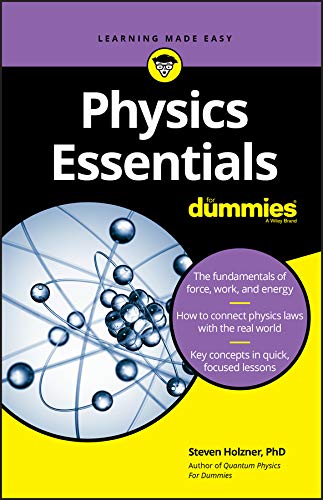 LEARNING MADE EASY
Physics
Essentials
for
dummies
A Wiley Brand
The fundamentals of
force, work, and energy
How to connect physics laws
with the real world
Key concepts in quick,
focused lessons
Steven Holzner, PhD
Author of Quantum Physics
For Dummies